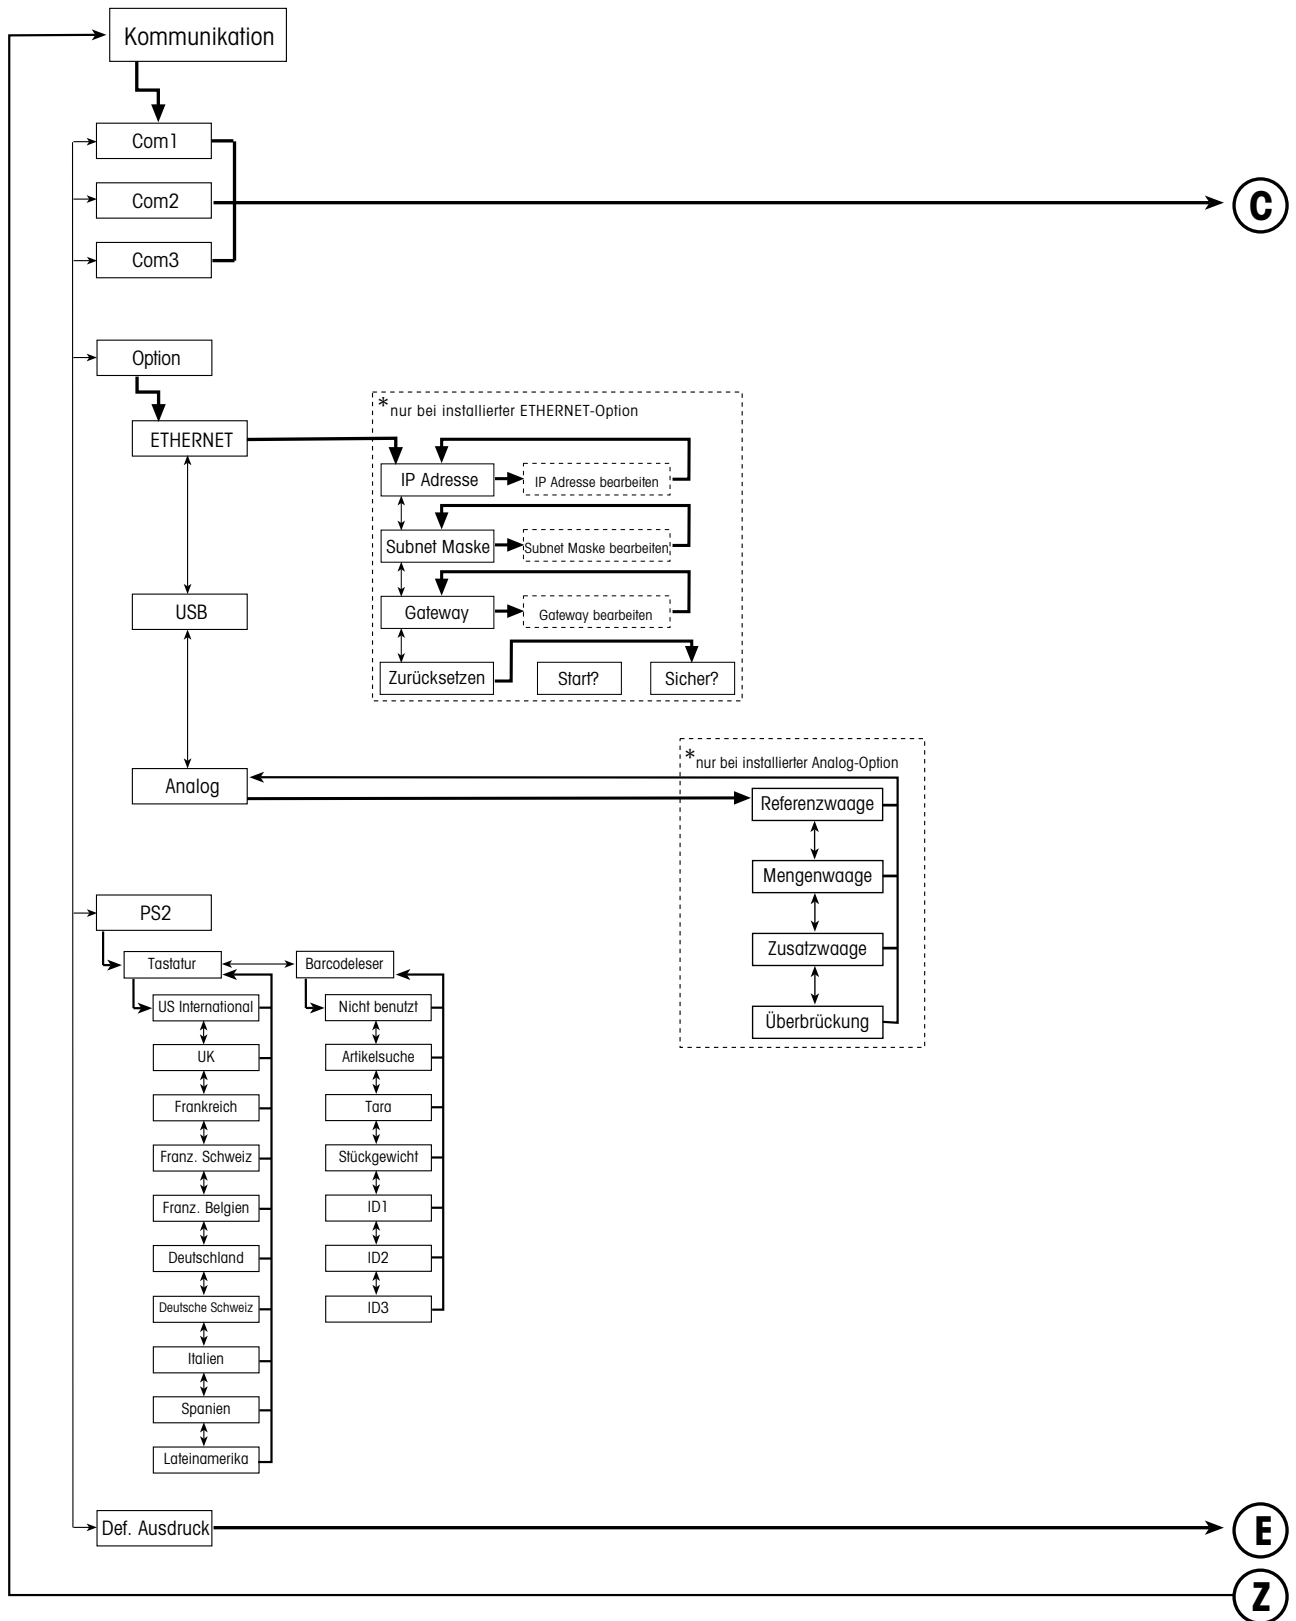 Kommunikation
Com1
Com2
C
Com3
Option
*nur bei installierter ETHERNET-Option
ETHERNET
IP Adresse
IP Adresse bearbeiten
Subnet Maske
Subnet Maske bearbeiten
USB
Gateway
Gateway bearbeiten
Zurücksetzen
Start?
Sicher?
*nur bei installierter Analog-Option
Analog
Referenzwaage
Mengenwaage
Zusatzwaage
Überbrückung
PS2
Tastatur
Barcodeleser
US International
Nicht benutzt
UK
Artikelsuche
Frankreich
Tara
Franz. Schweiz
Stückgewicht
Franz. Belgien
ID1
Deutschland
ID2
Deutsche Schweiz
ID3
Italien
Spanien
Lateinamerika
Def. Ausdruck
E
Z